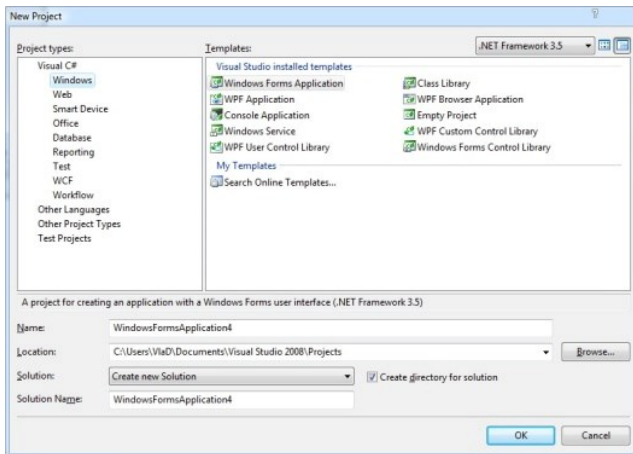 New Project
Project types:
Templates:
.NET Framework 3.5
Visual C#
Windows
Web
Smart Device
Office
Database
Reporting
Test
WCF
Workflow
Other Languages
Other Project Types
Test Projects
Visual Studio installed templates
Windows Forms Application
Class Library
WPF Application
WPF Browser Application
Console Application
Empty Project
Windows Service
WPF Custom Control Library
WPF User Control Library
Windows Forms Control Library
My Templates
Search Online Templates...
A project for creating an application with a Windows Forms user interface (.NET Framework 3.5)
Name:
WindowsFormsApplication4
Location:
C:\Users\VlaD\Documents\Visual Studio 2008\Projects
Browse...
Solution:
Create new Solution
Create directory for solution
Solution Name:
WindowsFormsApplication4
OK
Cancel